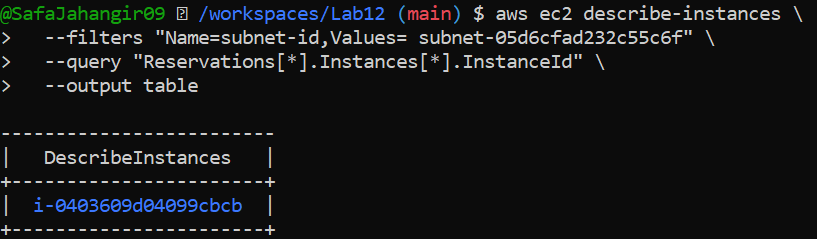 @SafaJahangir09 /workspaces/Lab12 (main) $ aws ec2 describe-instances \
>   --filters "Name=subnet-id,Values= subnet-05d6cfad232c55c6f" \
>   --query "Reservations[*].Instances[*].InstanceId" \
>   --output table
-------------------------
|   DescribeInstances   |
+-----------------------+
|  i-0403609d04099cbcb  |
+-----------------------+